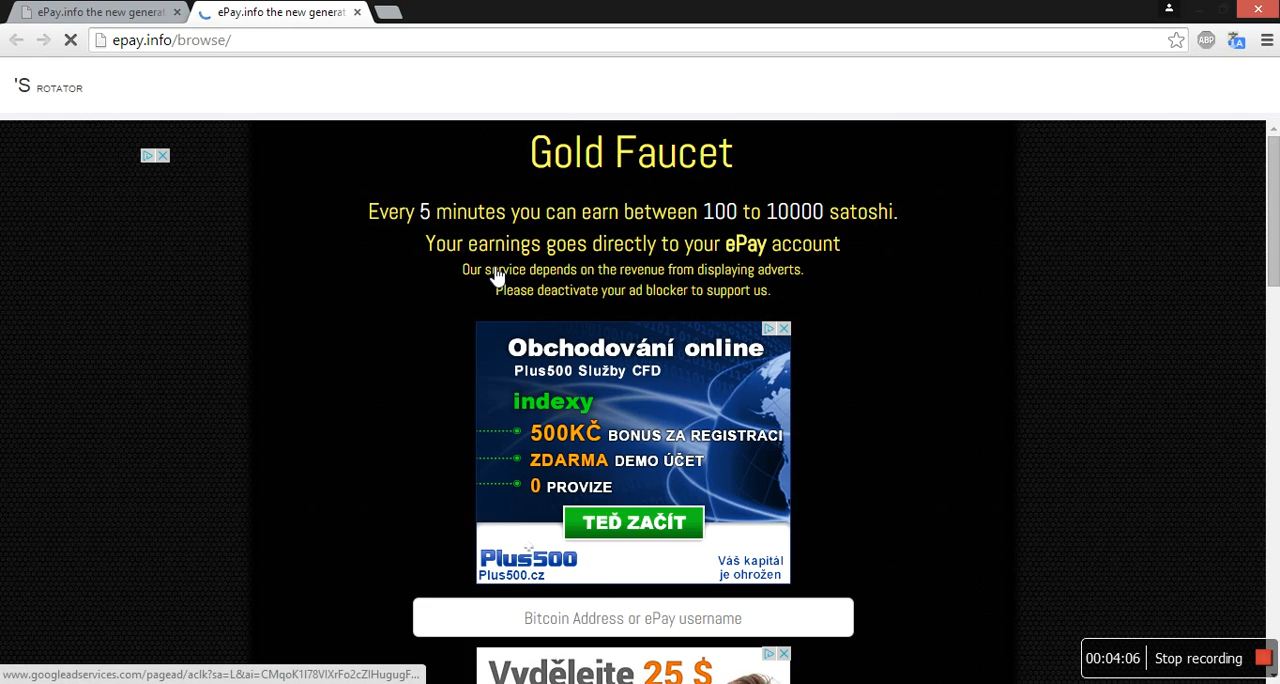 ePay.info the new generat
ePay.info the new generat
epay.info/browse/
ABP
'S ROTATOR
Gold Faucet
Every 5 minutes you can earn between 100 to 10000 satoshi.
Your earnings goes directly to your ePay account
Our service depends on the revenue from displaying adverts.
Please deactivate your ad blocker to support us.
Obchodování online
Plus500 Služby CFD
indexy
500KČ BONUS ZA REGISTRACI
ZDARMA DEMO ÚČET
0 PROVIZE
TEĎ ZAČÍT
Plus500
Plus500.cz
Váš kapitál
je ohrožen
Bitcoin Address or ePay username
Vydělejte 25 $
00:04:06 Stop recording